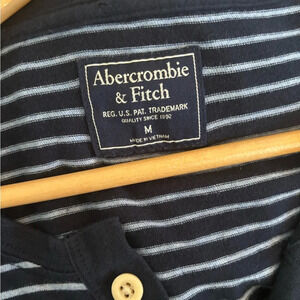 Abercrombie
& Fitch
REG. U.S. PAT. TRADEMARK
QUALITY SINCE 1892
M
MADE IN VIETNAM